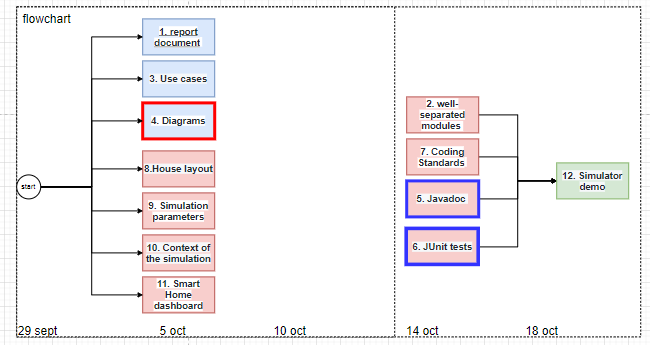 flowchart
1. report
document
3. Use cases
4. Diagrams
8.House layout
start
9. Simulation
parameters
10. Context of
the simulation
11. Smart
Home
dashboard
2. well-
separated
modules
7. Coding
Standards
5. Javadoc
6. JUnit tests
12. Simulator
demo
29 sept
5 oct
10 oct
14 oct
18 oct